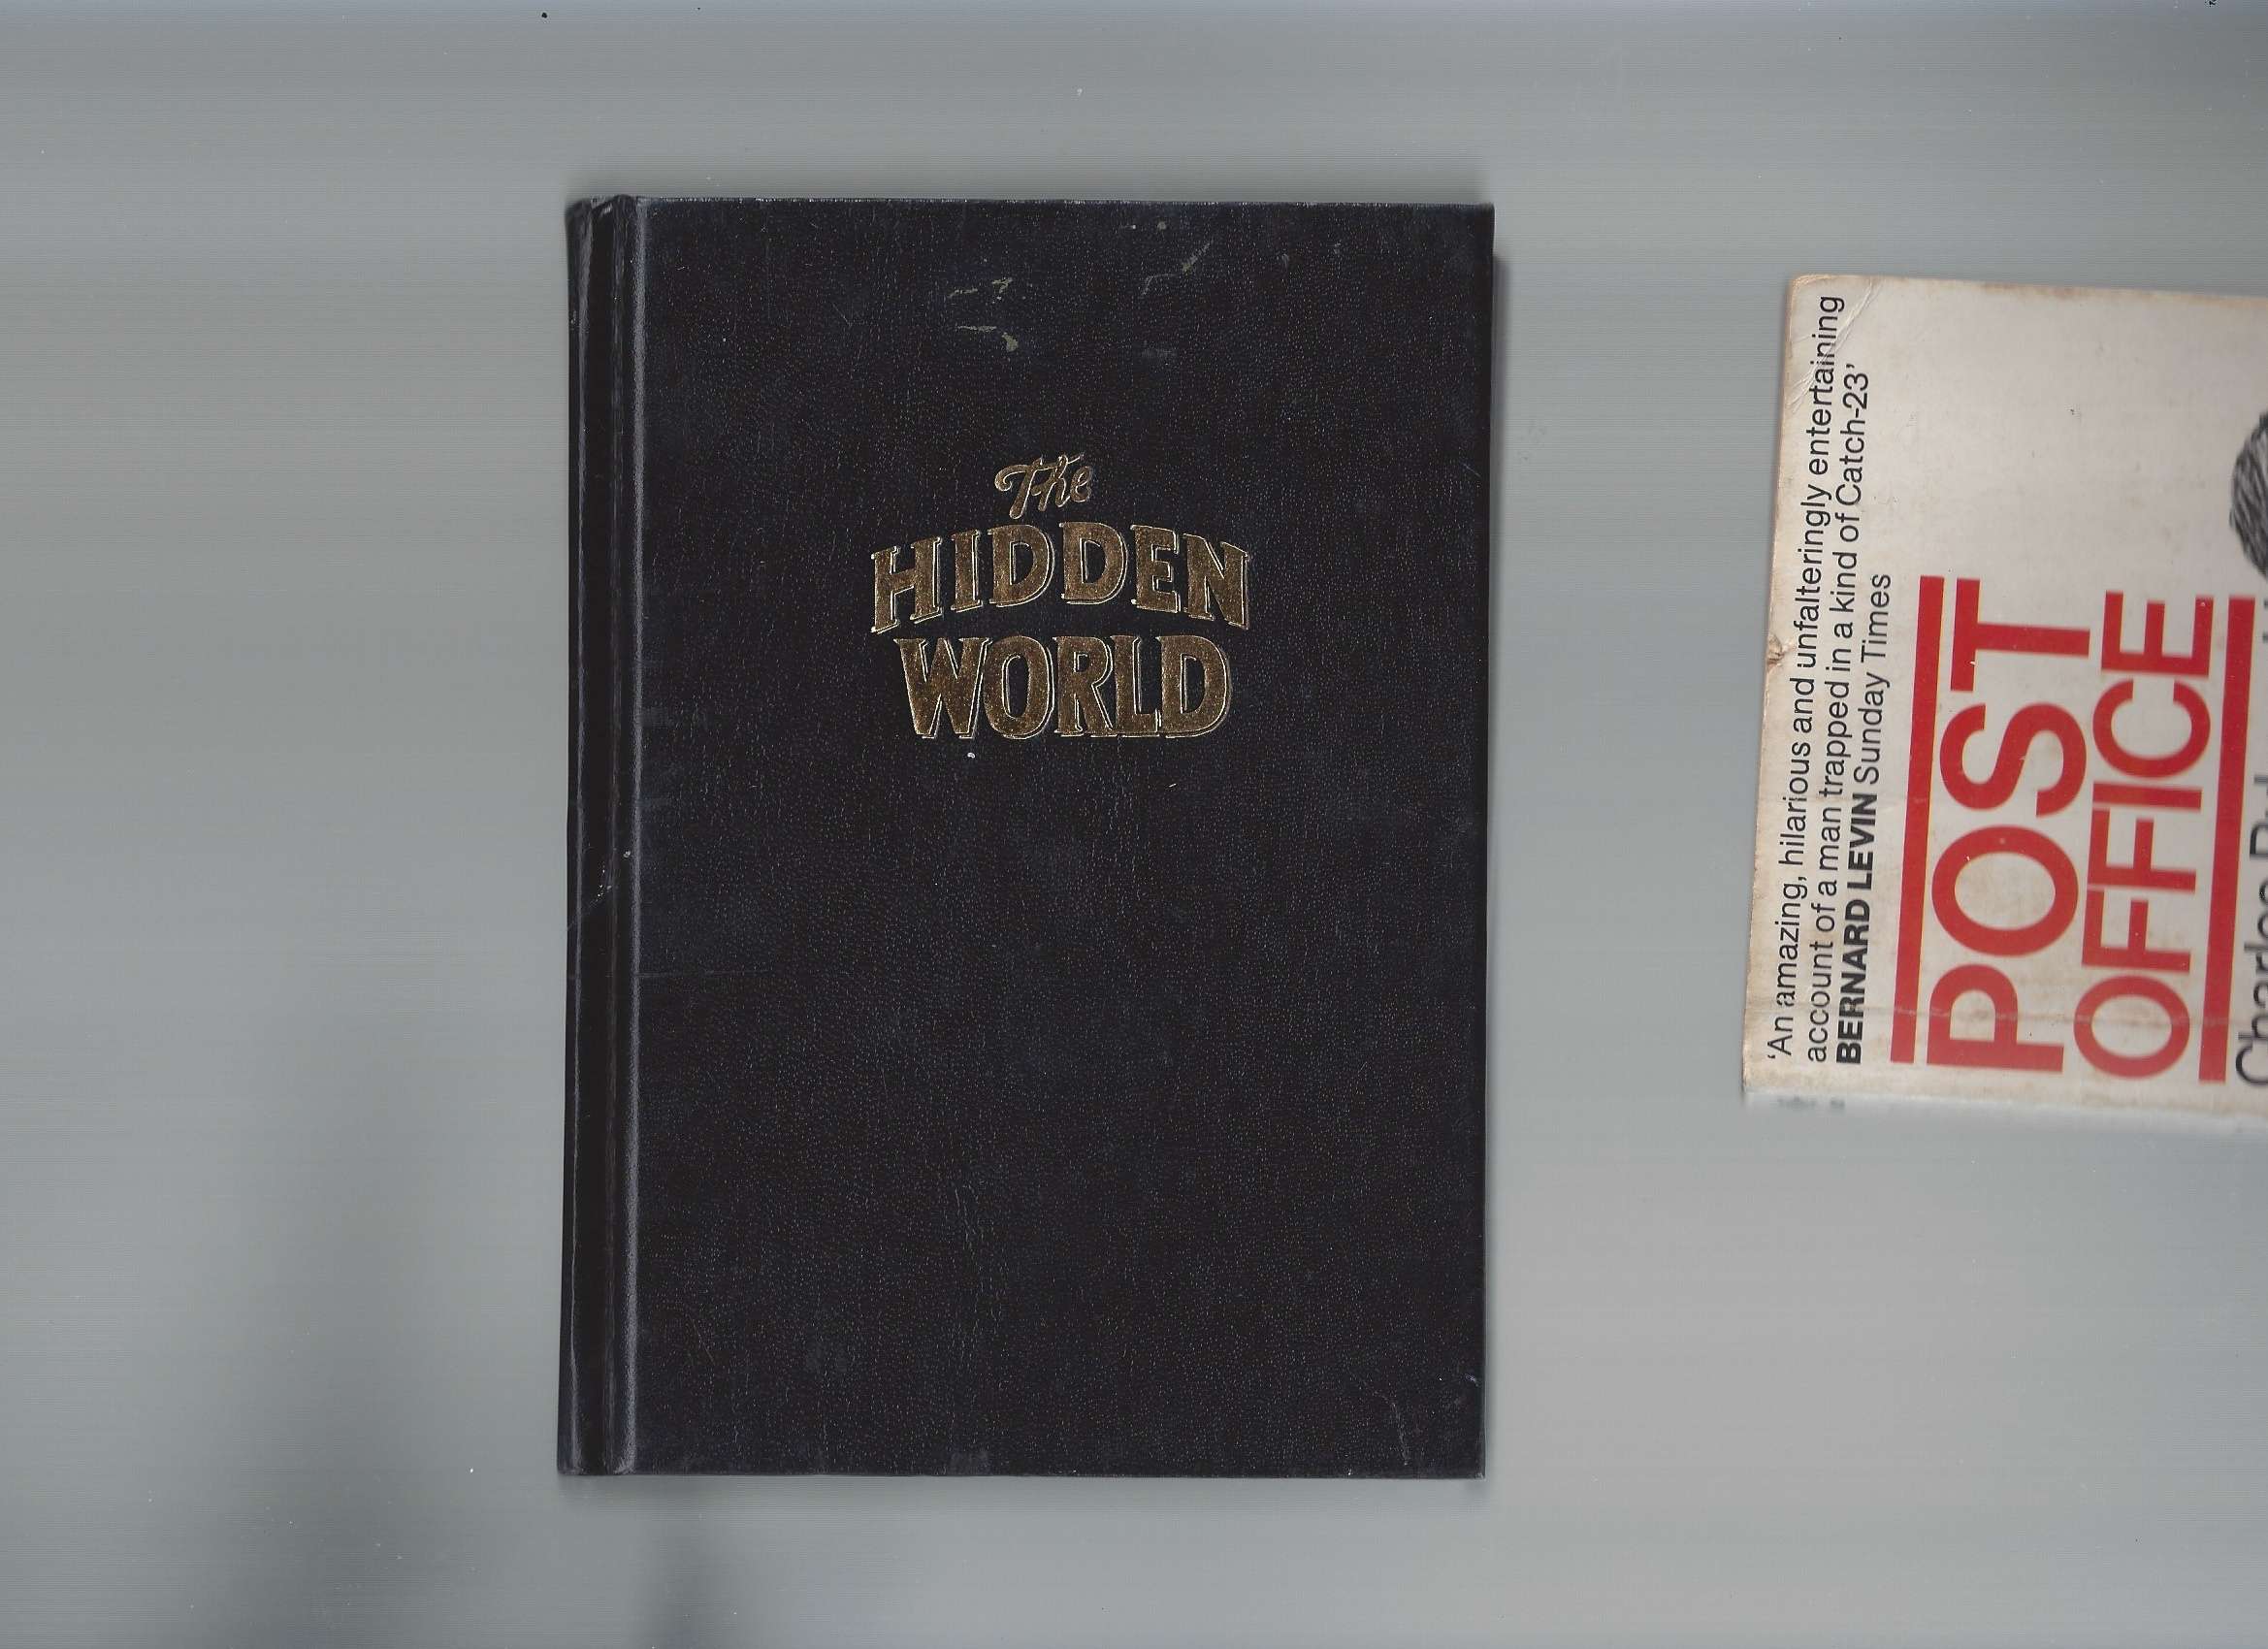 The
HIDDEN
WORLD
'An amazing, hilarious and unfalteringly entertaining
account of a man trapped in a kind of Catch-23'
BERNARD LEVIN Sunday Times
POST
OFFICE
Charles